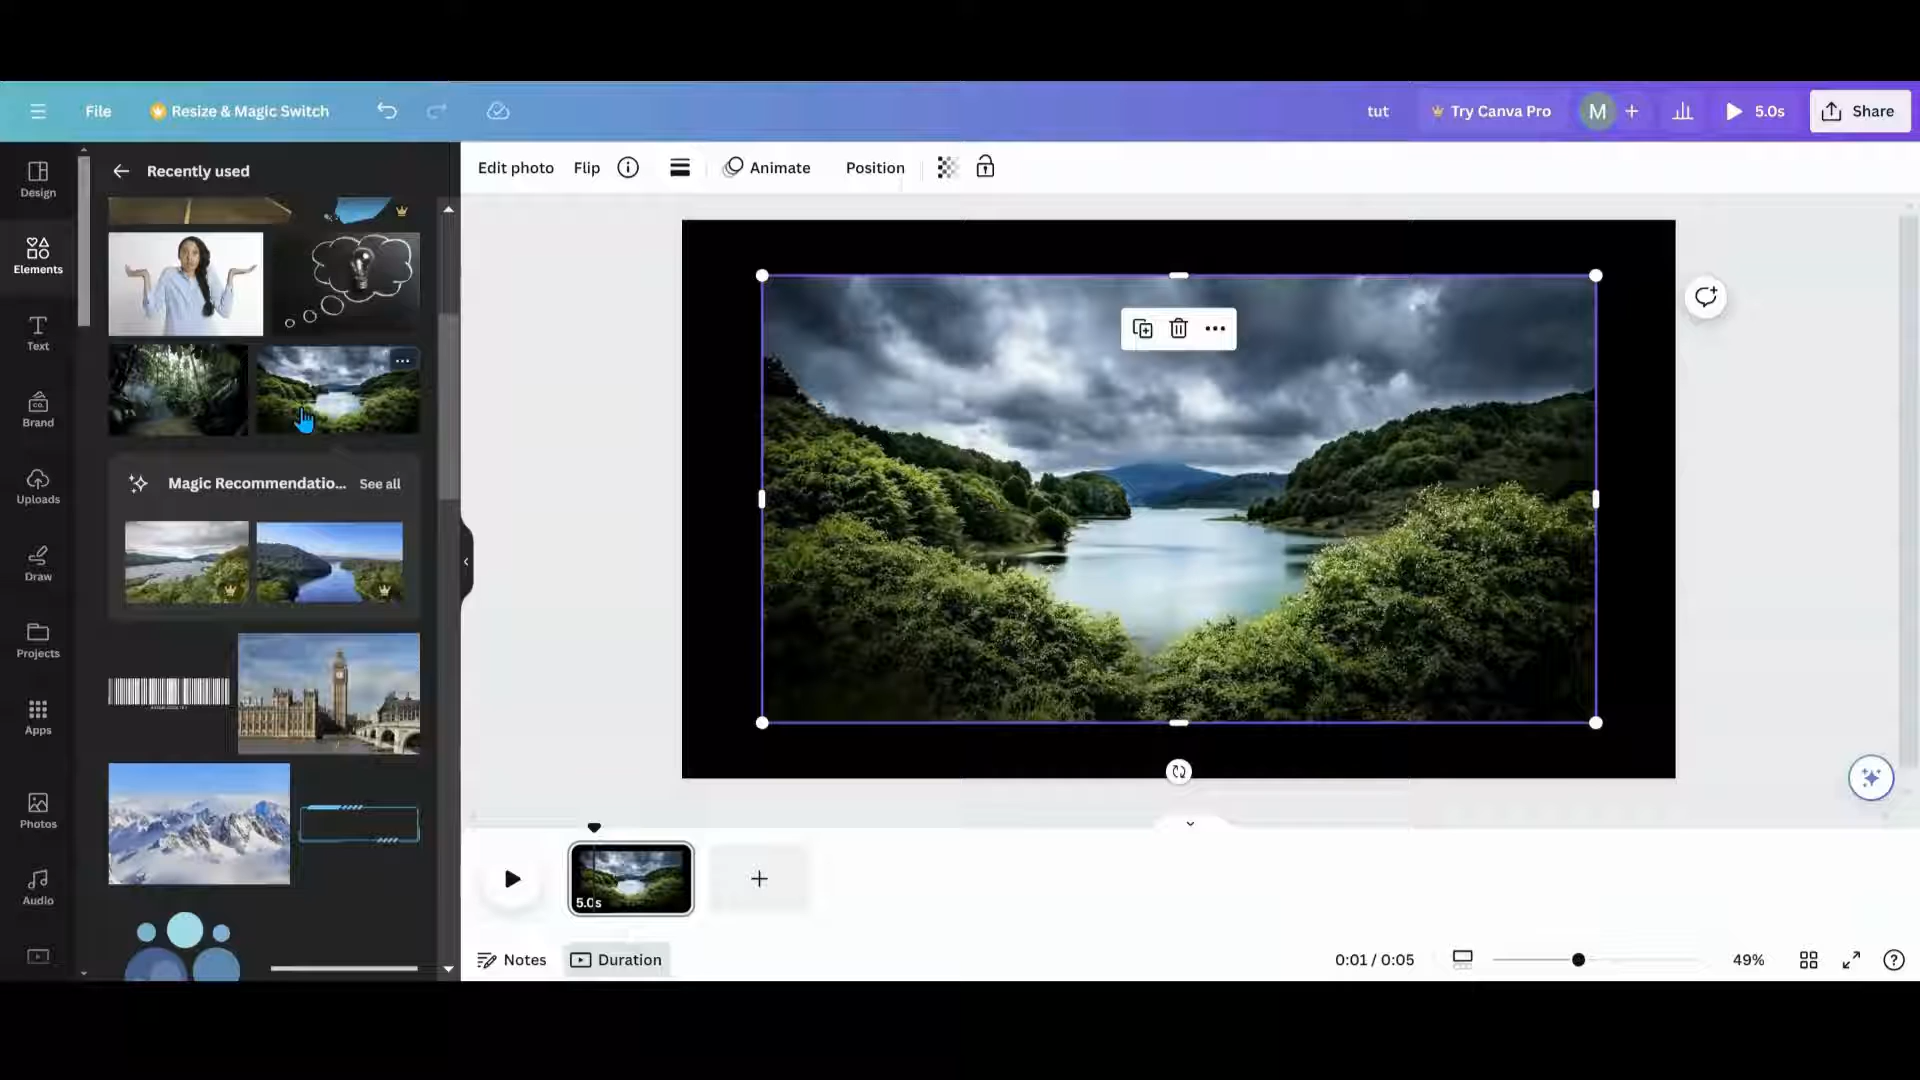 File
Resize & Magic Switch
tut
Try Canva Pro
M
5.0s
Share
Recently used
Edit photo
Flip
Animate
Position
Design
Elements
Text
Brand
Uploads
Draw
Projects
Apps
Photos
Audio
Magic Recommendatio...
See all
5.0s
Notes
Duration
0:01 / 0:05
49%